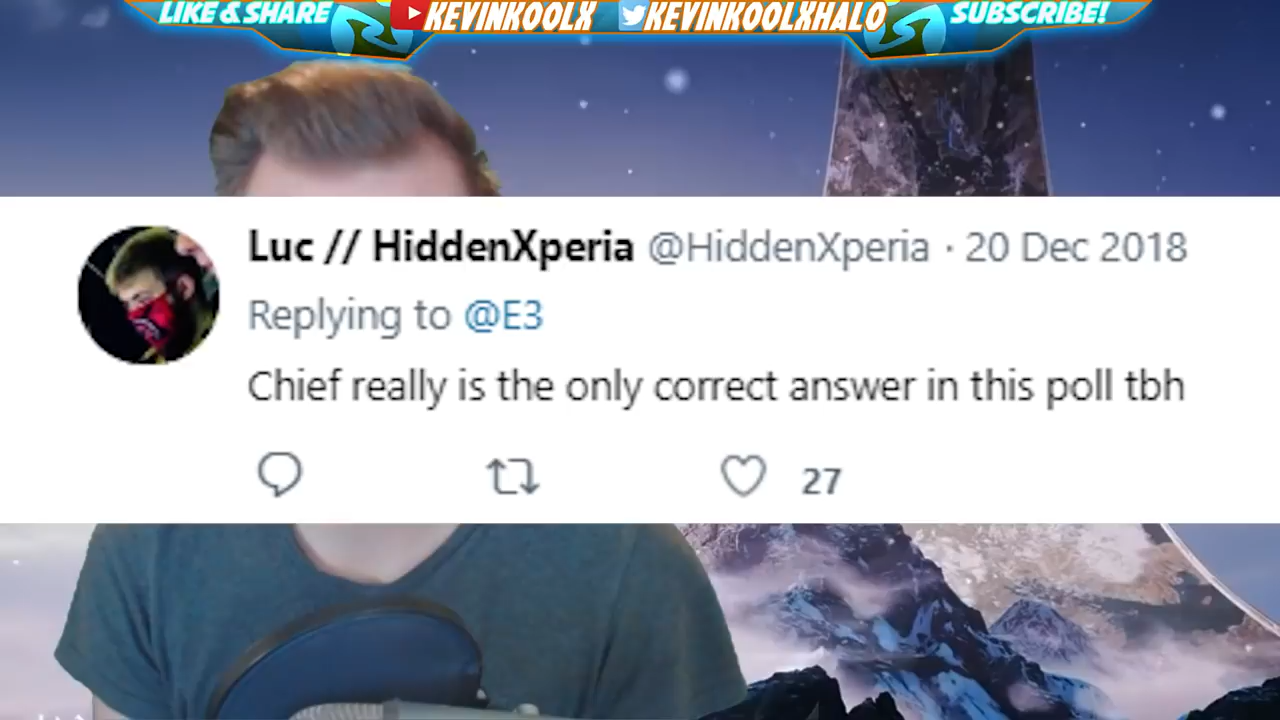 LIKE & SHARE KEVINKOOLX KEVINKOOLXHALO SUBSCRIBE!
Luc // HiddenXperia @HiddenXperia · 20 Dec 2018
Replying to @E3
Chief really is the only correct answer in this poll tbh
27